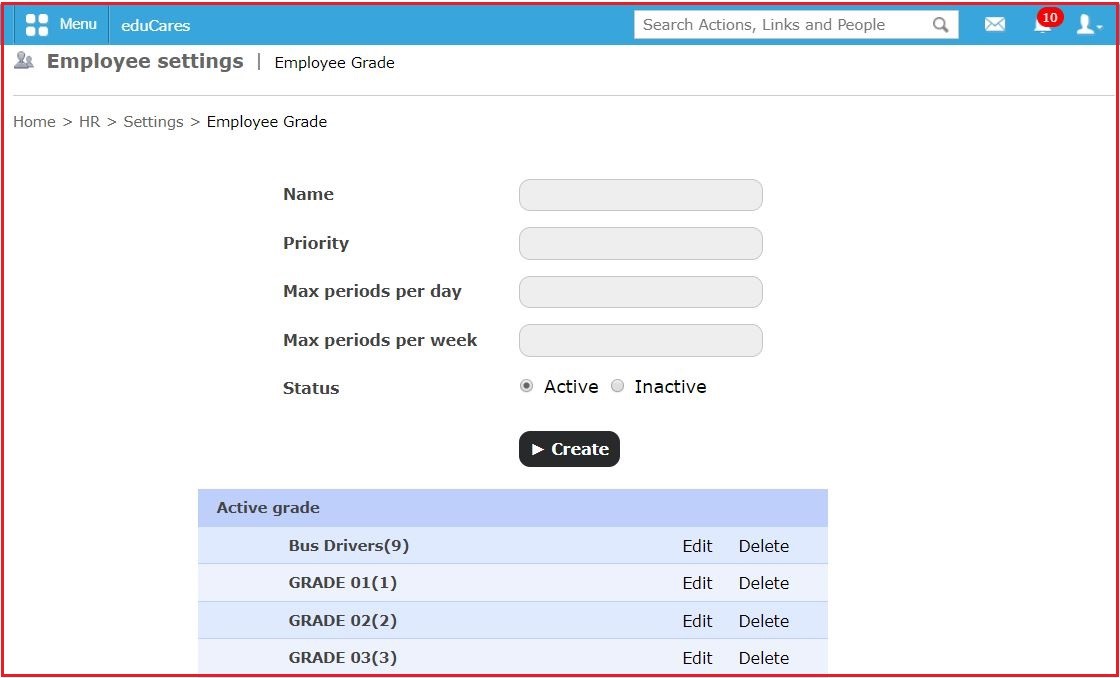 Menu educCares Search Actions, Links and People 10
Employee settings | Employee Grade
Home > HR > Settings > Employee Grade
Name
Priority
Max periods per day
Max periods per week
Status Active Inactive
Create
Active grade
Bus Drivers(9) Edit Delete
GRADE 01(1) Edit Delete
GRADE 02(2) Edit Delete
GRADE 03(3) Edit Delete